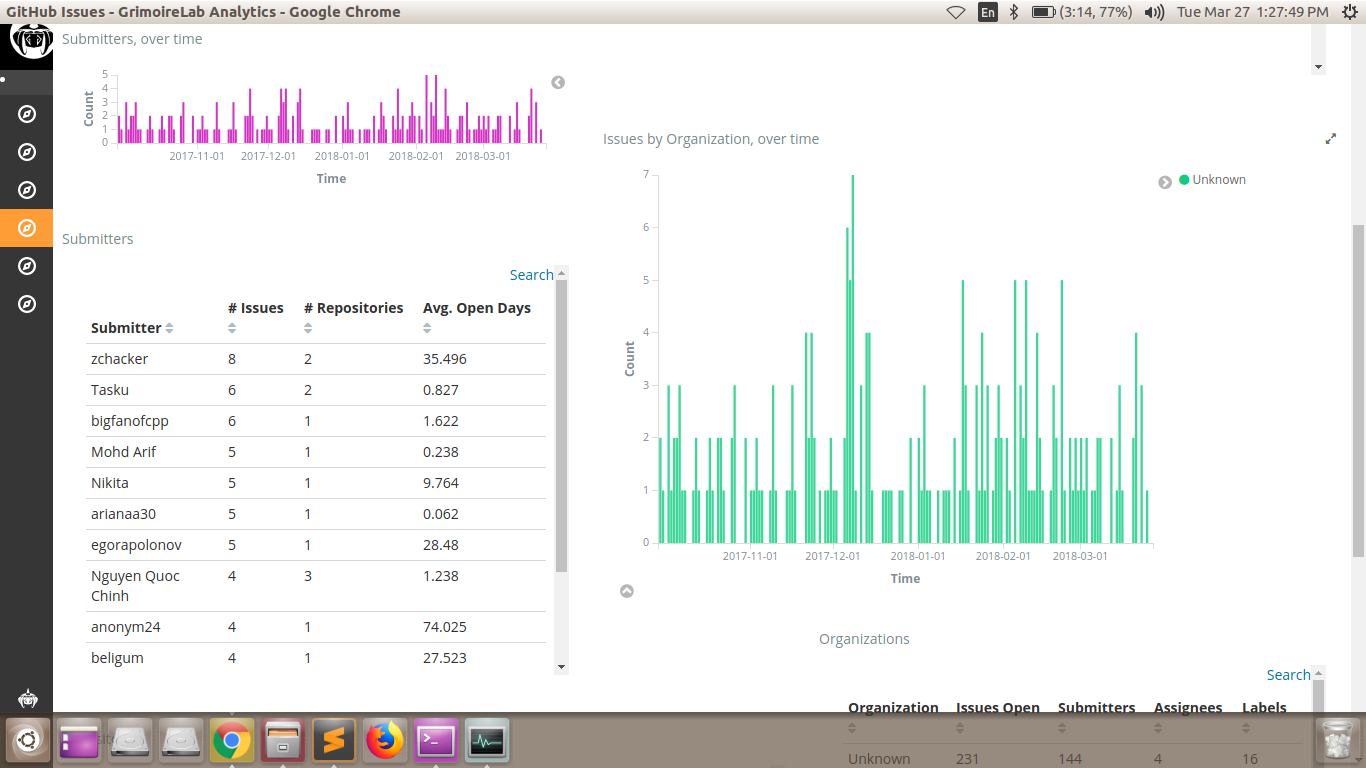 GitHub Issues - GrimoireLab Analytics - Google Chrome
En
(3:14, 77%)
Tue Mar 27 1:27:49 PM
Submitters, over time
5
4
3
2
1
0
Count
2017-11-01 2017-12-01 2018-01-01 2018-02-01 2018-03-01
Time
Submitters
Search
Submitter # Issues # Repositories Avg. Open Days
zchacker 8 2 35.496
Tasku 6 2 0.827
bigfanofcpp 6 1 1.622
Mohd Arif 5 1 0.238
Nikita 5 1 9.764
arianaa30 5 1 0.062
egorapolonov 5 1 28.48
Nguyen Quoc 4 3 1.238
Chinh
anonym24 4 1 74.025
beligum 4 1 27.523
Issues by Organization, over time
Unknown
7
6
5
4
3
2
1
0
Count
2017-11-01 2017-12-01 2018-01-01 2018-02-01 2018-03-01
Time
Organizations
Search
Organization Issues Open Submitters Assignees Labels
Unknown 231 144 4 16